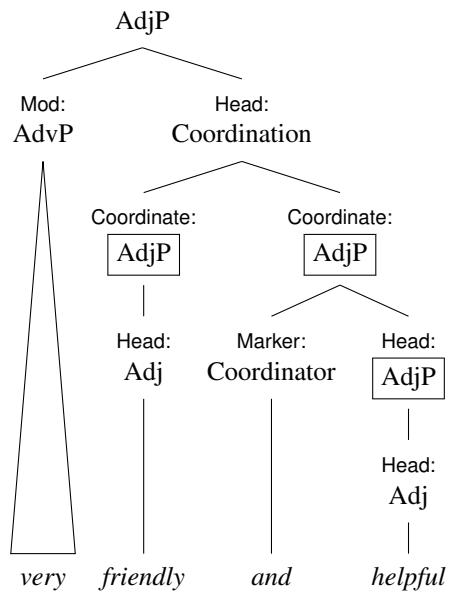 AdjP
Mod: Head:
AdvP Coordination
Coordinate: Coordinate:
AdjP AdjP
Head: Marker: Head:
Adj Coordinator AdjP
Head:
Adj
very friendly and helpful